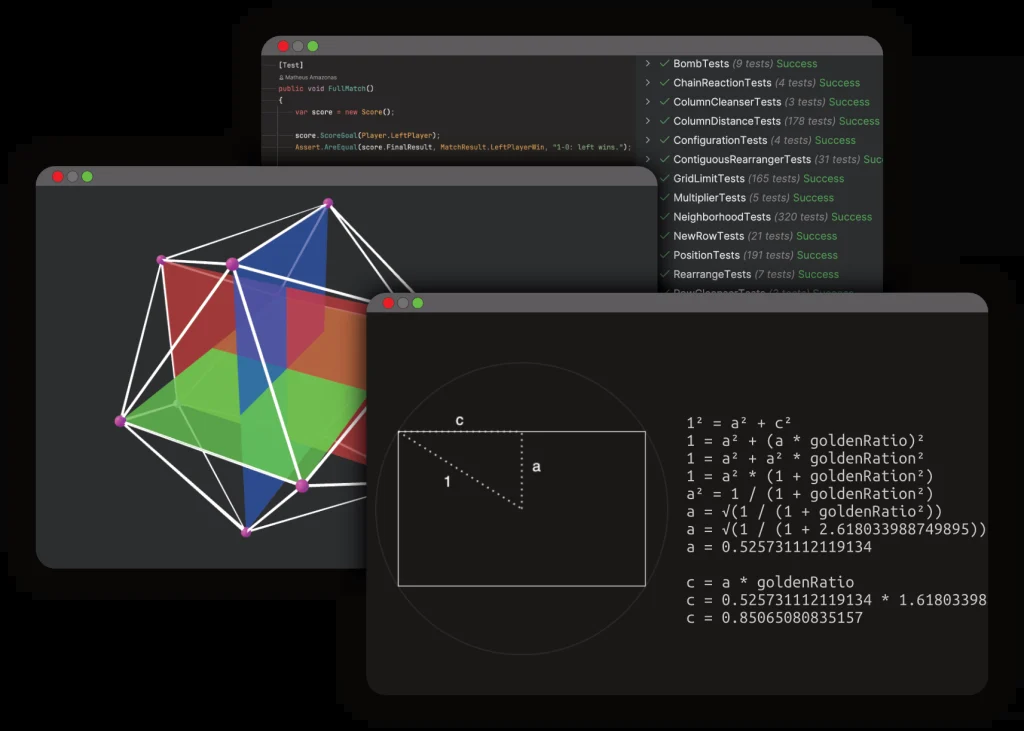 [Test]
Matheus Amazonas
public void FullMatch()
{
var score = new Score();
score.ScoreGoal(Player.LeftPlayer);
Assert.AreEqual(score.FinalResult, MatchResult.LeftPlayerWin, "1-0: left wins.");
BombTests (9 tests) Success
ChainReactionTests (4 tests) Success
ColumnCleanserTests (3 tests) Success
ColumnDistanceTests (178 tests) Success
ConfigurationTests (4 tests) Success
ContiguousRearrangerTests (31 tests) Suc
GridLimitTests (165 tests) Success
MultiplierTests (5 tests) Success
NeighborhoodTests (320 tests) Success
NewRowTests (21 tests) Success
PositionTests (191 tests) Success
RearrangeTests (7 tests) Success
c
a
1
1² = a² + c²
1 = a² + (a * goldenRatio)²
1 = a² + a² * goldenRation²
1 = a² * (1 + goldenRation²)
a² = 1 / (1 + goldenRation²)
a = √(1 / (1 + goldenRatio²))
a = √(1 / (1 + 2.618033988749895))
a = 0.525731112119134
c = a * goldenRatio
c = 0.525731112119134 * 1.61803398
c = 0.85065080835157